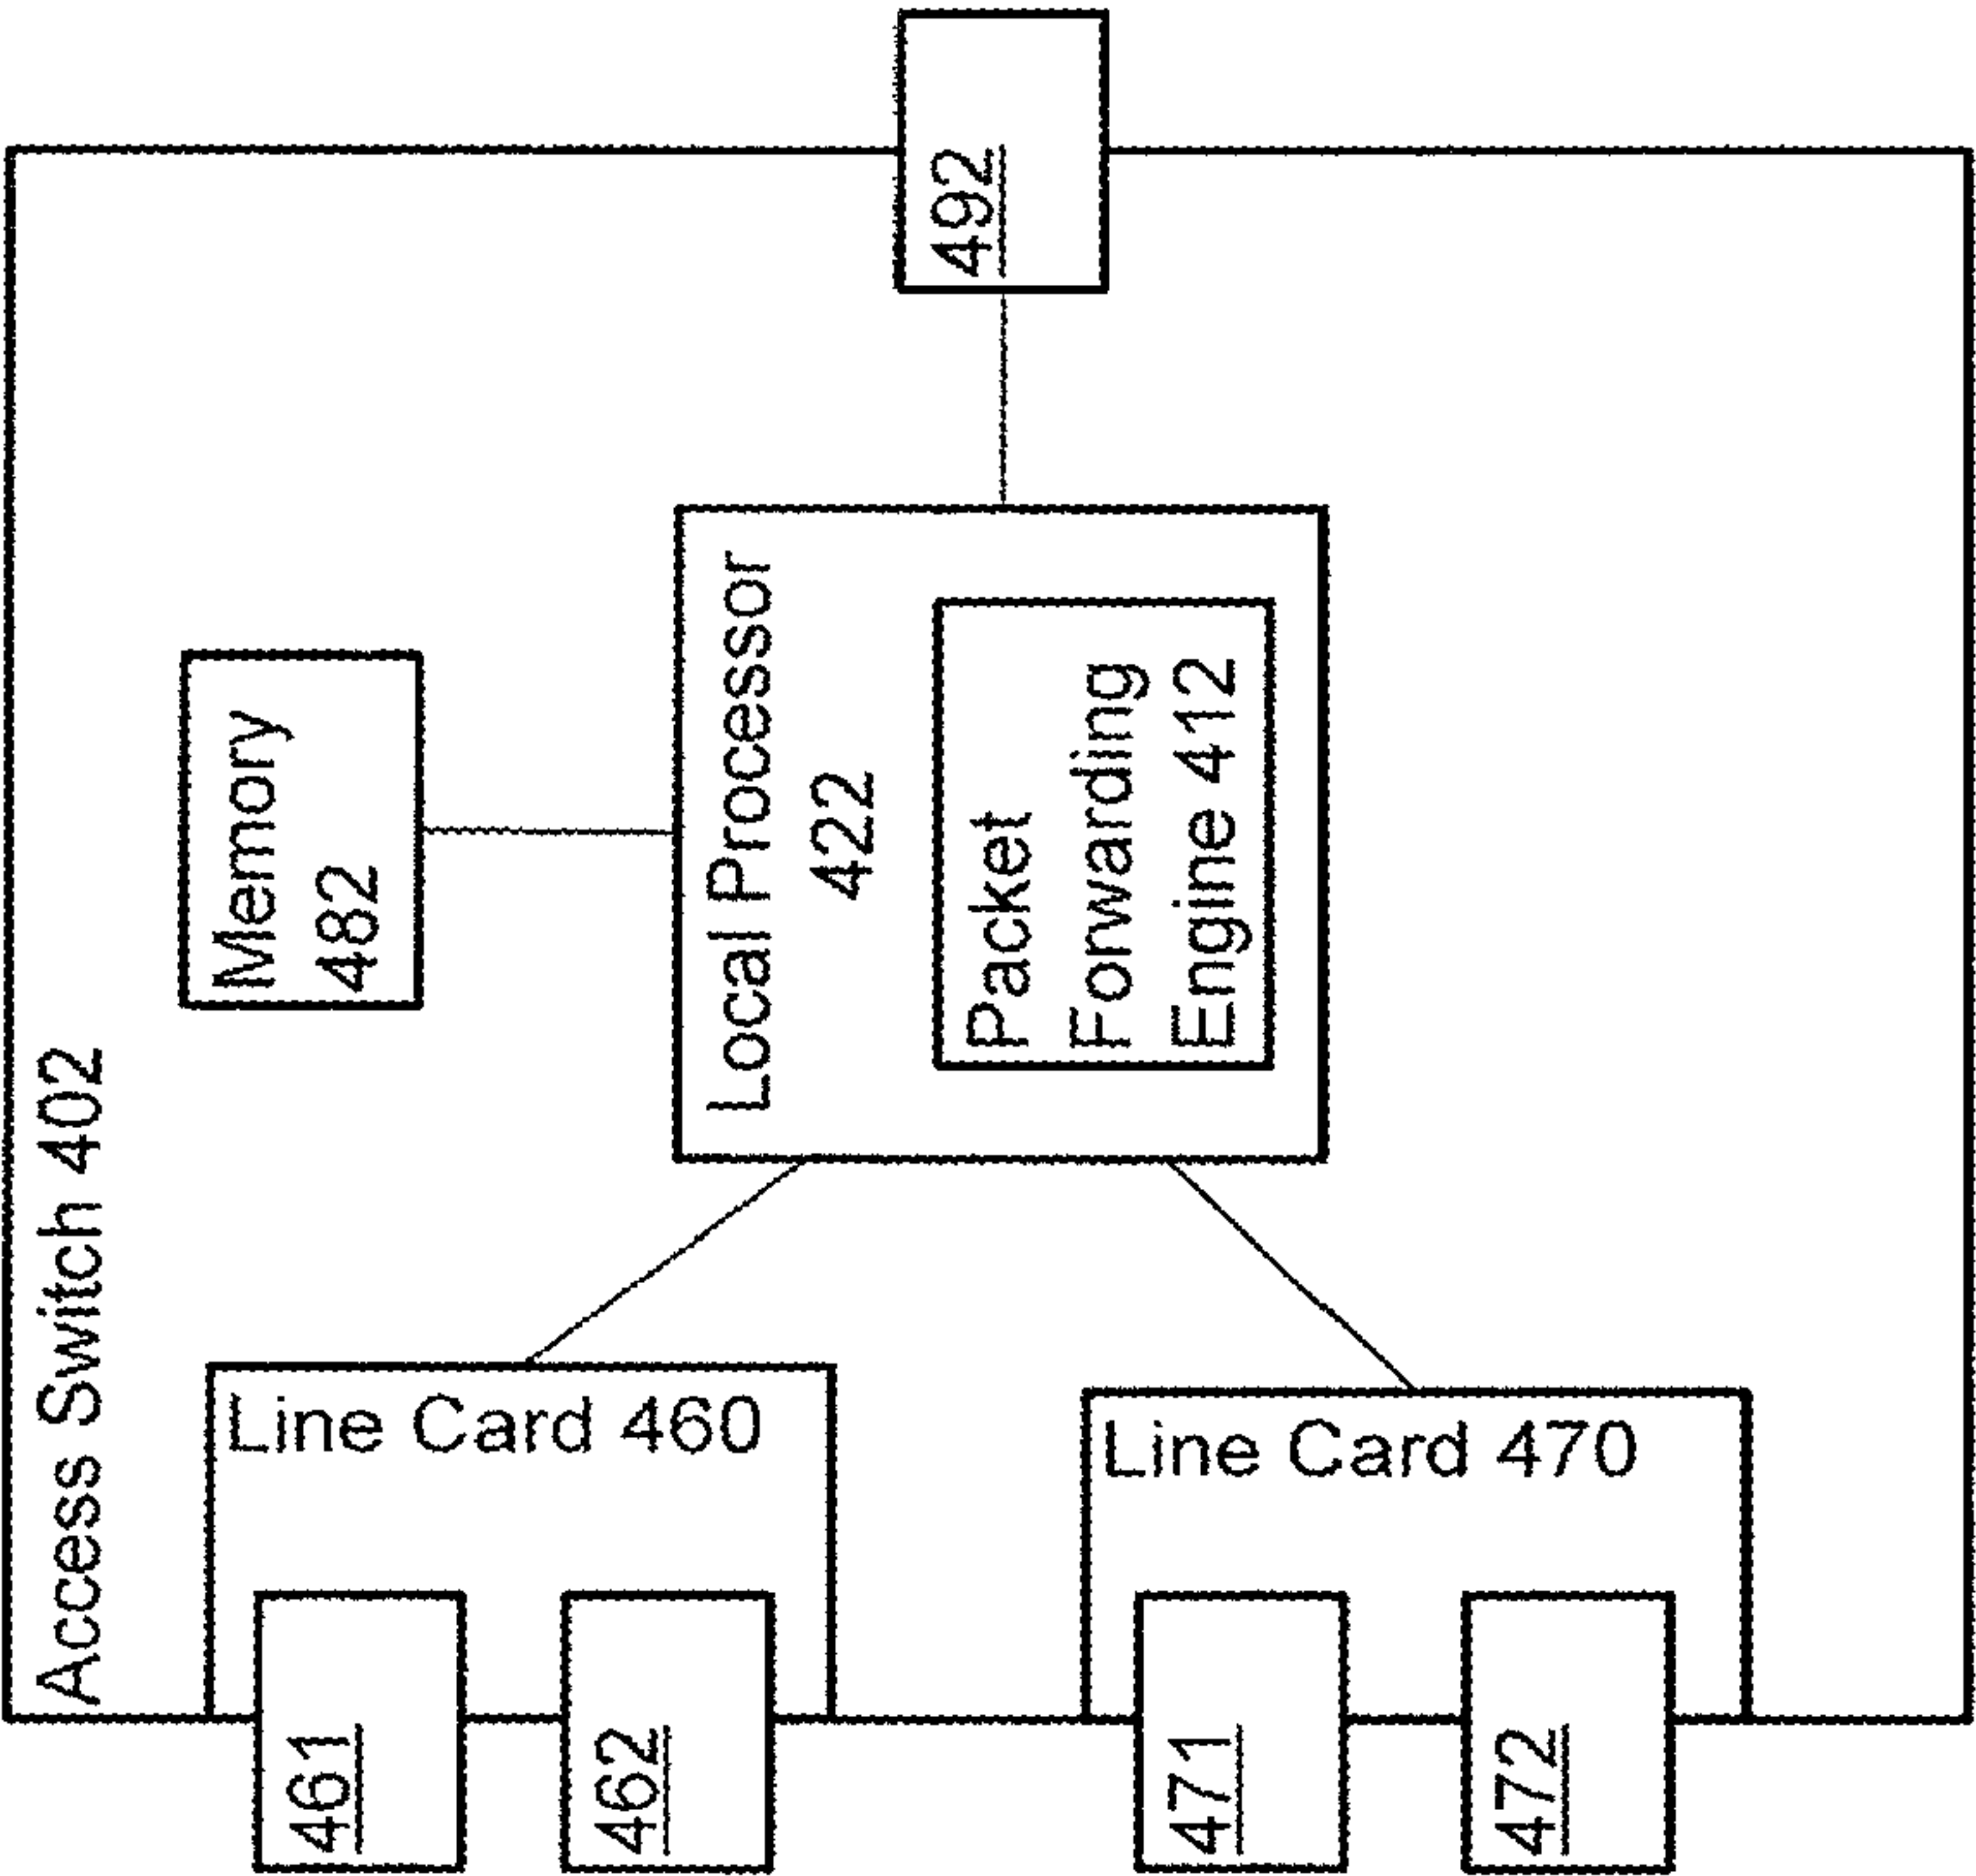 Access Switch 402
Memory
482
Local Processor
422
Packet
Forwarding
Engine 412
492
Line Card 460
461
462
Line Card 470
471
472